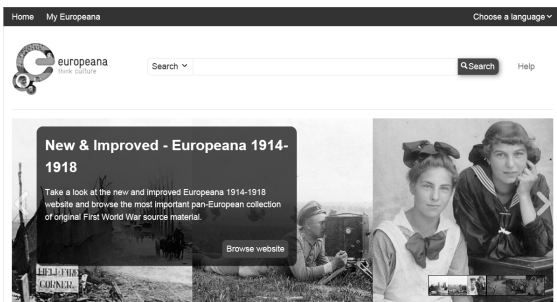 Home My Europeana Choose a language
europeana
think culture
Search Search Help
New & Improved - Europeana 1914-
1918
Take a look at the new and improved Europeana 1914-1918
website and browse the most important pan-European collection
of original First World War source material.
Browse website
HELL-FIRE
CORNER.